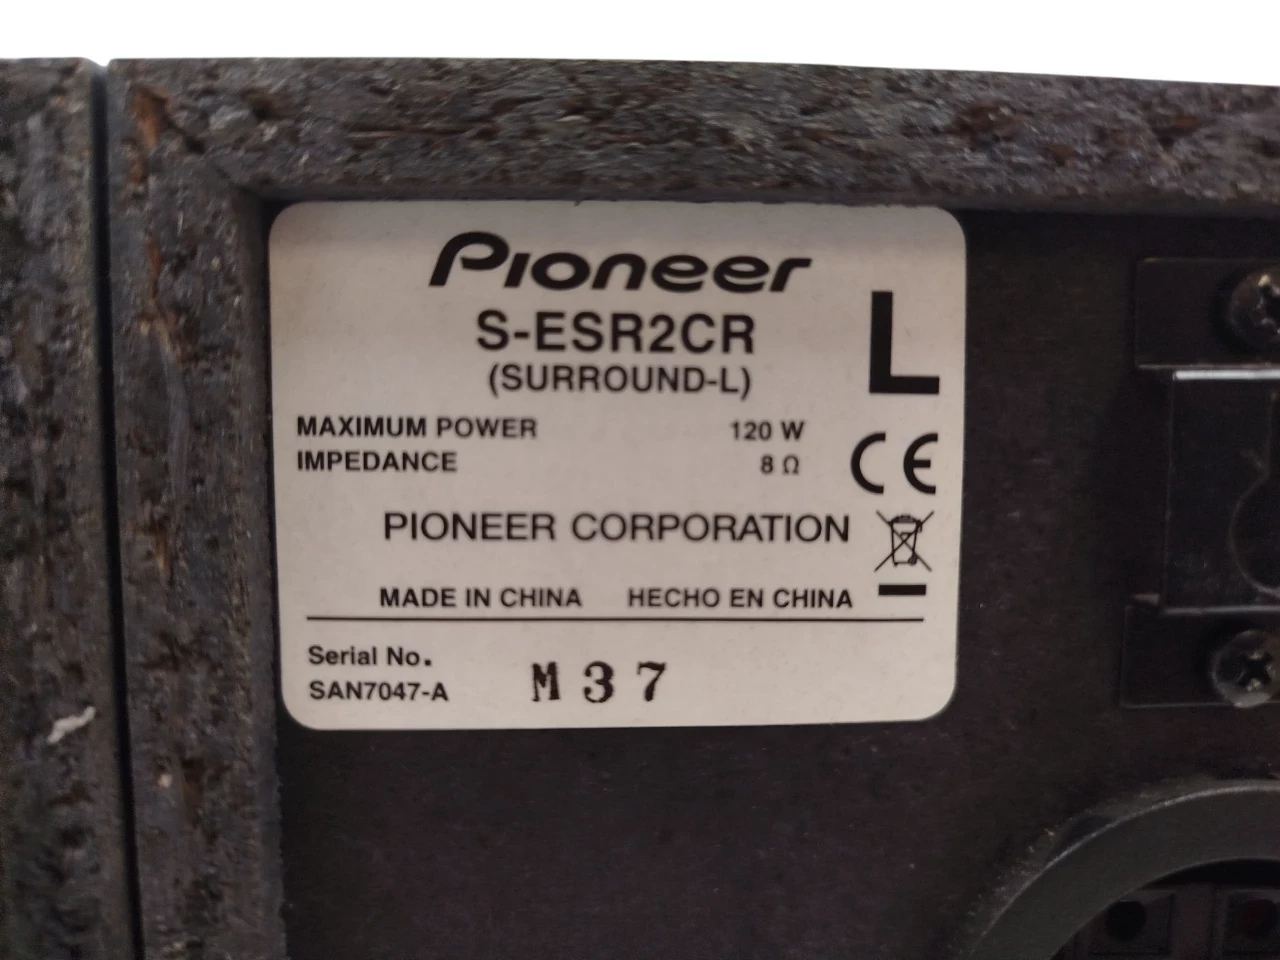 Pioneer
S-ESR2CR
(SURROUND-L)
L
MAXIMUM POWER 120 W
IMPEDANCE 8 Ω
CE
PIONEER CORPORATION
MADE IN CHINA HECHO EN CHINA
Serial No.
SAN7047-A M37